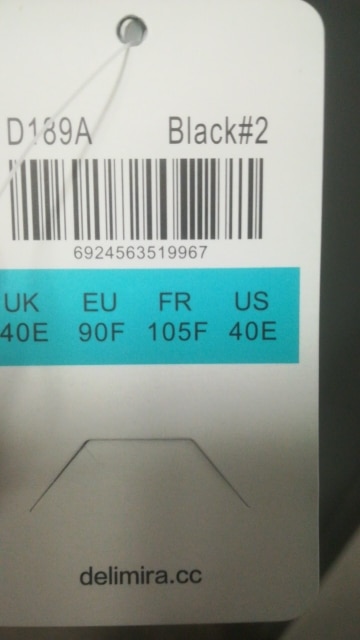 D189A Black#2
6924563519967
UK EU FR US
40E 90F 105F 40E
delimira.cc